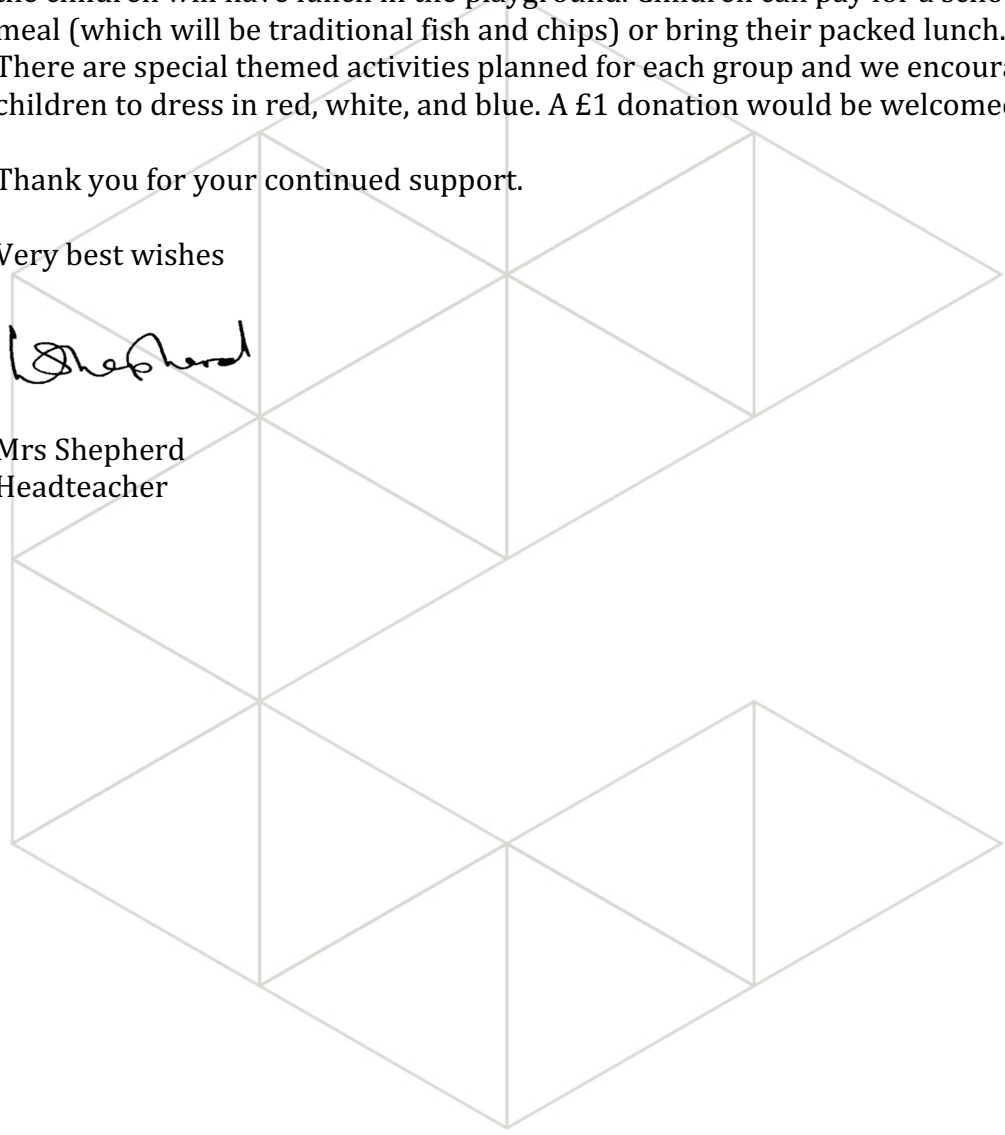 meal (which will be traditional fish and chips) or bring their packed lunch.
There are special themed activities planned for each group and we
children to dress in red, white, and blue. A £1 donation would be
Thank you for your continued support.
Very best wishes
Shepherd
Mrs Shepherd
Headteacher